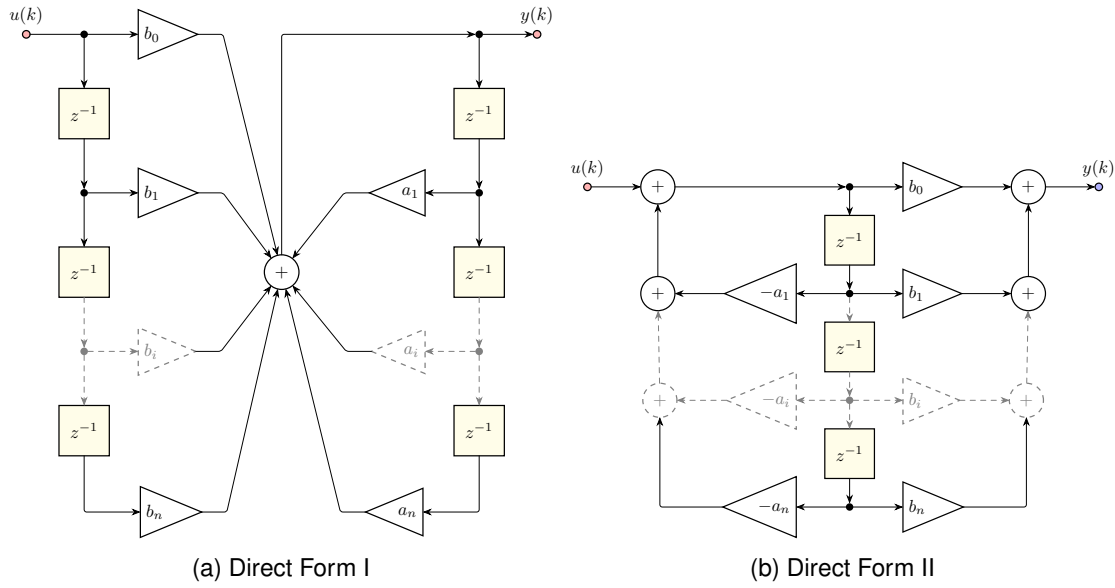 u(k)
y(k)
b₀
z⁻¹
z⁻¹
b₁
a₁
z⁻¹
z⁻¹
+
bᵢ
aᵢ
z⁻¹
z⁻¹
bₙ
aₙ
(a) Direct Form I
u(k)
y(k)
+
b₀
+
z⁻¹
+
−a₁
b₁
+
z⁻¹
+
−aᵢ
bᵢ
+
z⁻¹
−aₙ
bₙ
(b) Direct Form II